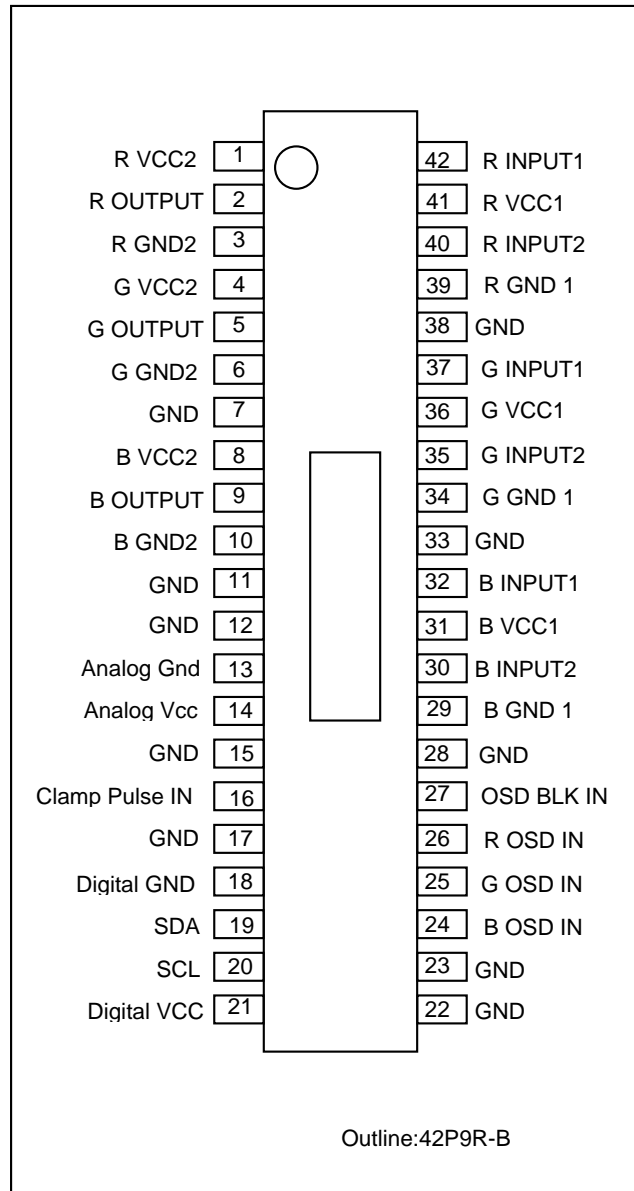 R VCC2 1 42 R INPUT1
R OUTPUT 2 41 R VCC1
R GND2 3 40 R INPUT2
G VCC2 4 39 R GND 1
G OUTPUT 5 38 GND
G GND2 6 37 G INPUT1
GND 7 36 G VCC1
B VCC2 8 35 G INPUT2
B OUTPUT 9 34 G GND 1
B GND2 10 33 GND
GND 11 32 B INPUT1
GND 12 31 B VCC1
Analog Gnd 13 30 B INPUT2
Analog Vcc 14 29 B GND 1
GND 15 28 GND
Clamp Pulse IN 16 27 OSD BLK IN
GND 17 26 R OSD IN
Digital GND 18 25 G OSD IN
SDA 19 24 B OSD IN
SCL 20 23 GND
Digital VCC 21 22 GND
Outline:42P9R-B